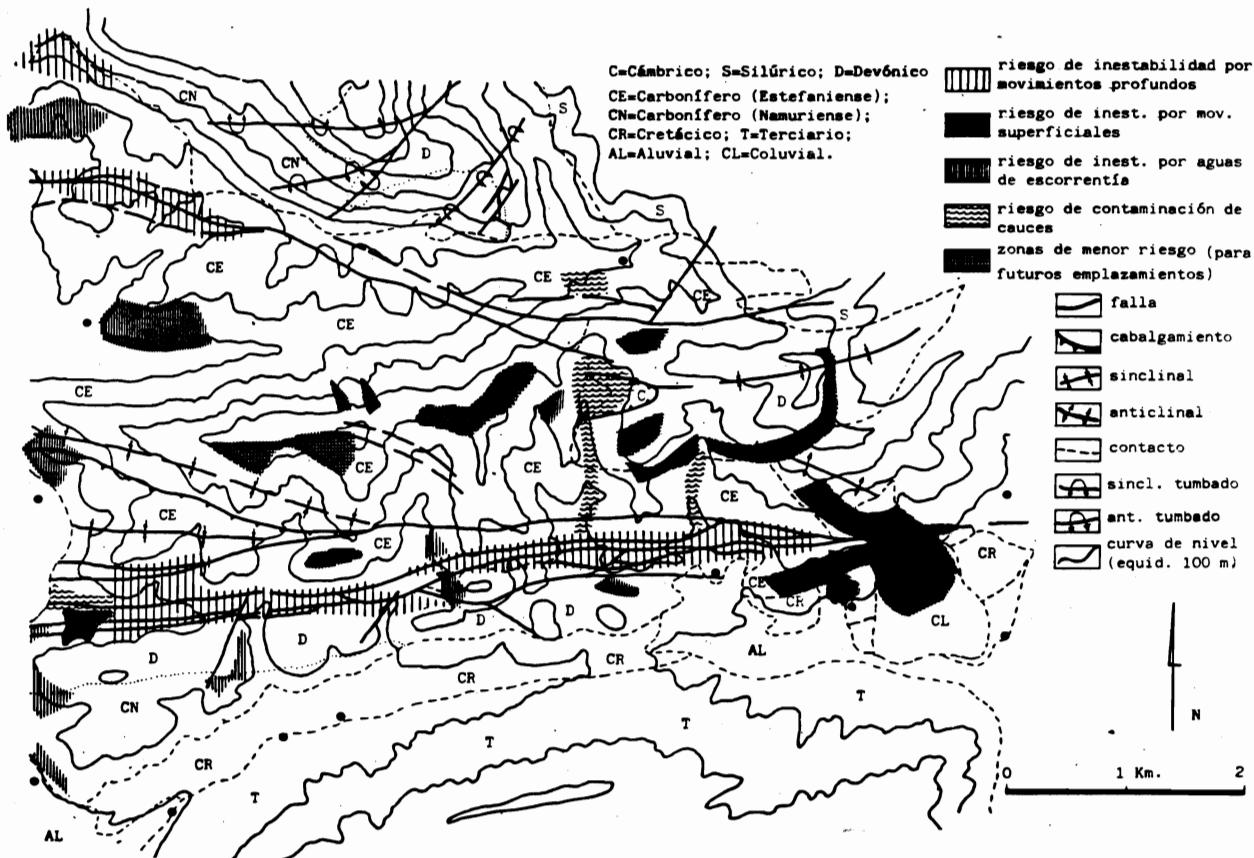 C=Cámbrico; S=Silúrico; D=Devónico
CE=Carbonífero (Estefaniense);
CN=Carbonífero (Namuriense);
CR=Cretácico; T=Terciario;
AL=Aluvial; CL=Coluvial.
riesgo de inestabilidad por
movimientos profundos
riesgo de inest. por mov.
superficiales
riesgo de inest. por aguas
de escorrentía
riesgo de contaminación de
cauces
zonas de menor riesgo (para
futuros emplazamientos)
falla
cabalgamiento
sinclinal
anticlinal
contacto
sincl. tumbado
ant. tumbado
curva de nivel
(equid. 100 m)
CN
S
CN
D
S
CE
CE
CE
CE
S
CE
C
D
CE
CE
CE
CE
CE
CR
CE
CR
D
D
D
D
CL
AL
CR
CR
CN
T
T
T
CR
T
AL
N
0 1 Km. 2